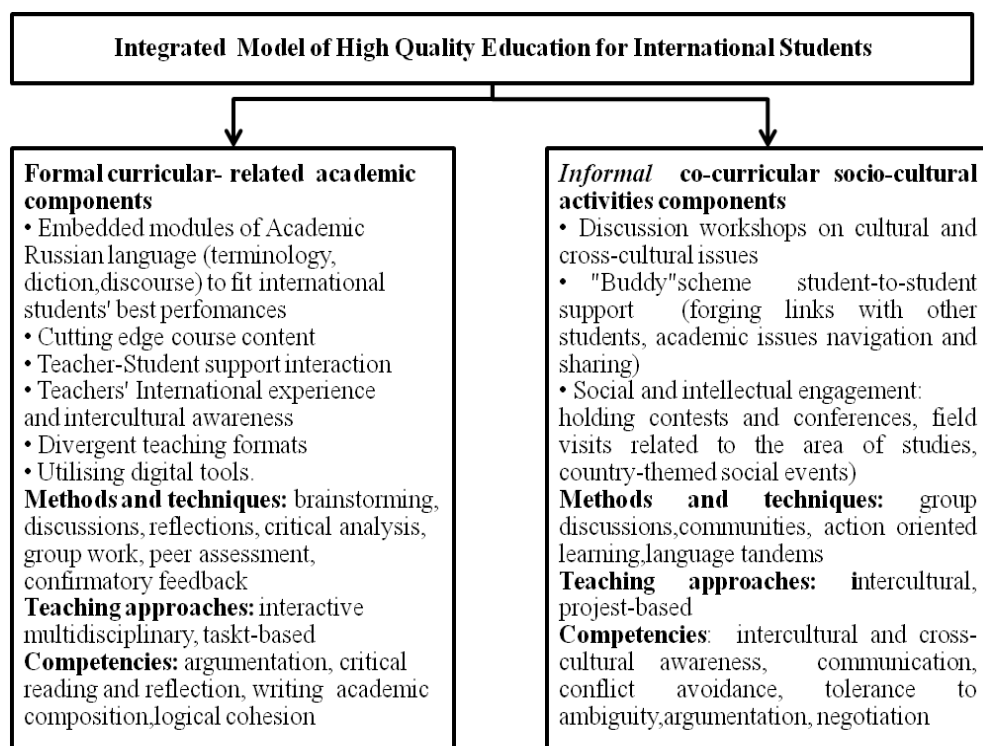 Integrated Model of High Quality Education for International Students
Formal curricular- related academic
components
• Embedded modules of Academic
Russian language (terminology,
diction,discourse) to fit international
students' best perfomances
• Cutting edge course content
• Teacher-Student support interaction
• Teachers' International experience
and intercultural awareness
• Divergent teaching formats
• Utilising digital tools.
Methods and techniques: brainstorming,
discussions, reflections, critical analysis,
group work, peer assessment,
confirmatory feedback
Teaching approaches: interactive
multidisciplinary, taskt-based
Competencies: argumentation, critical
reading and reflection, writing academic
composition,logical cohesion
Informal co-curricular socio-cultural
activities components
• Discussion workshops on cultural and
cross-cultural issues
• "Buddy"scheme student-to-student
support (forging links with other
students, academic issues navigation and
sharing)
• Social and intellectual engagement:
holding contests and conferences, field
visits related to the area of studies,
country-themed social events)
Methods and techniques: group
discussions,communities, action oriented
learning,language tandems
Teaching approaches: intercultural,
projest-based
Competencies: intercultural and cross-
cultural awareness, communication,
conflict avoidance, tolerance to
ambiguity,argumentation, negotiation